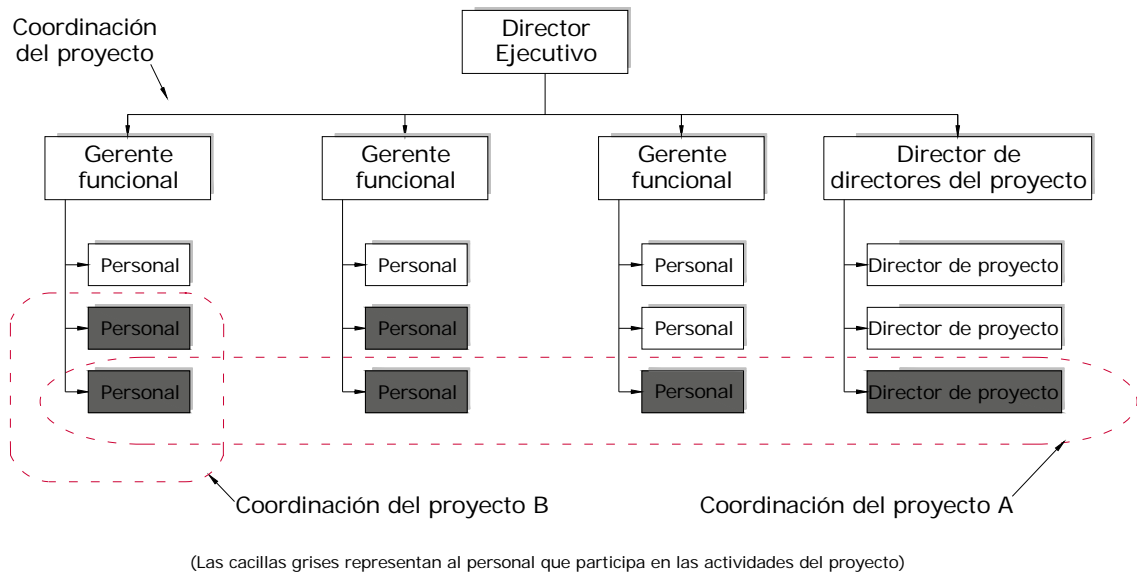 Coordinación
del proyecto
Director
Ejecutivo
Gerente
funcional
Gerente
funcional
Gerente
funcional
Director de
directores del proyecto
Personal
Personal
Personal
Director de proyecto
Personal
Personal
Personal
Director de proyecto
Personal
Personal
Personal
Director de proyecto
Coordinación del proyecto B
Coordinación del proyecto A
(Las cacillas grises representan al personal que participa en las actividades del proyecto)